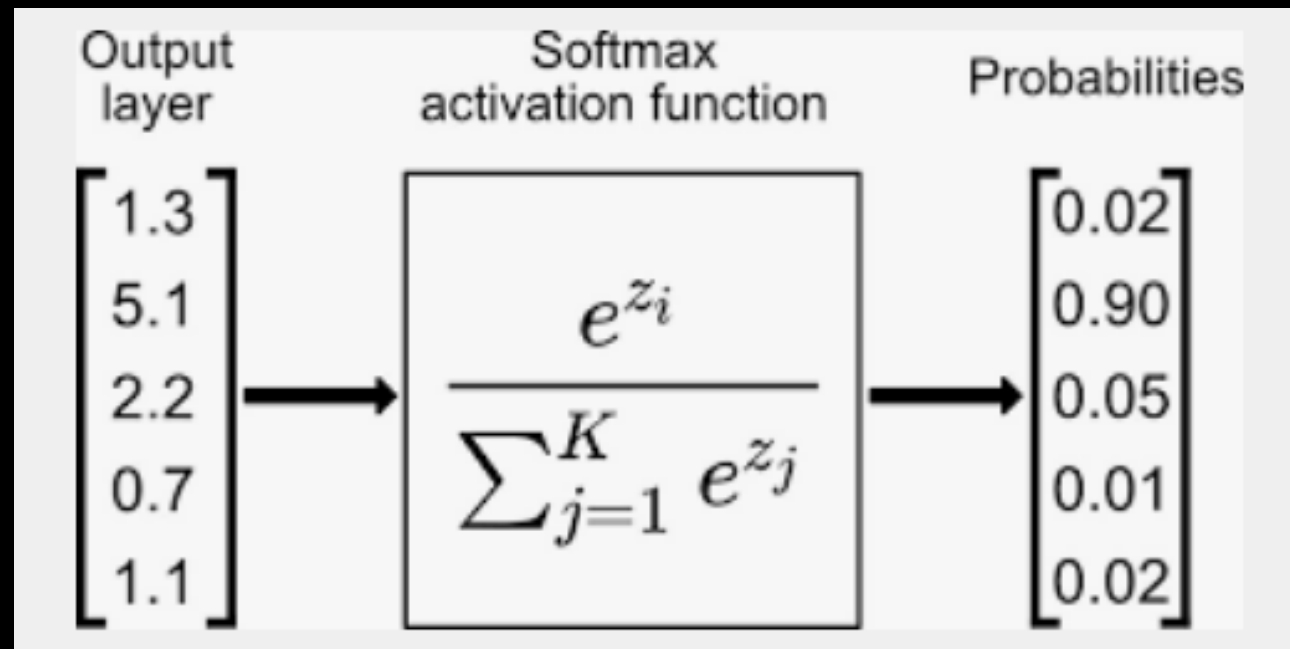 Output
layer
Softmax
activation function
Probabilities
1.3
5.1
2.2
0.7
1.1
e^{z_i}
∑_{j=1}^{K} e^{z_j}
0.02
0.90
0.05
0.01
0.02